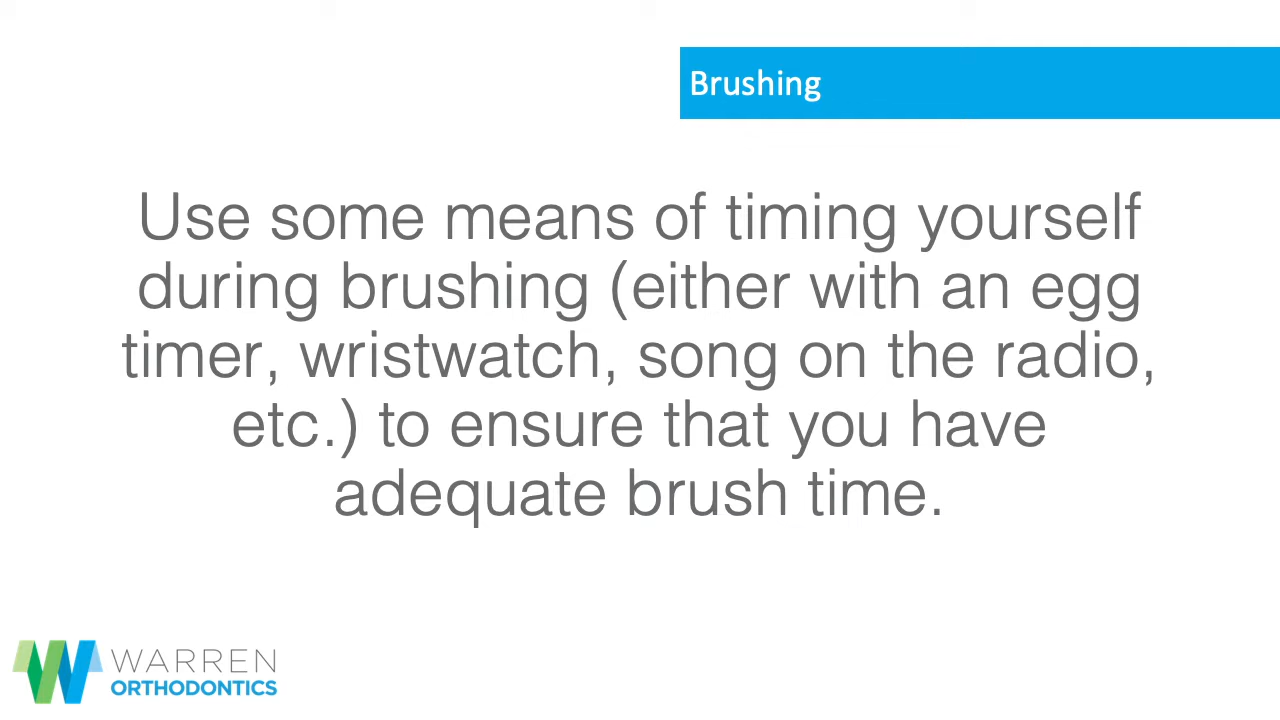 Brushing
Use some means of timing yourself
during brushing (either with an egg
timer, wristwatch, song on the radio,
etc.) to ensure that you have
adequate brush time.
WARREN
ORTHODONTICS